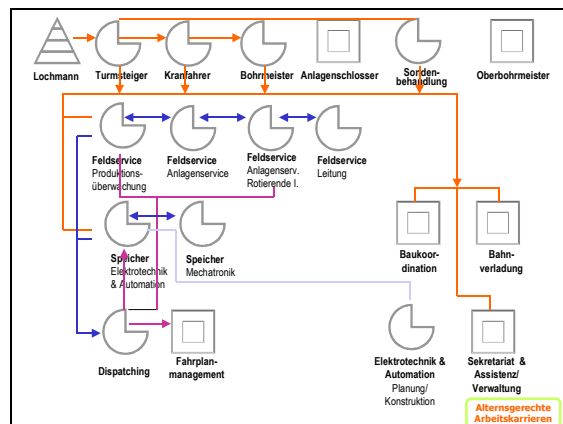 Lochmann
Turmsteiger
Kranfahrer
Bohrmeister
Anlagenschlosser
Sonden-
behandlung
Oberbohrmeister
Feldservice
Produktions-
überwachung
Feldservice
Anlagenservice
Feldservice
Anlagenserv.
Rotierende I.
Feldservice
Leitung
Speicher
Elektrotechnik
& Automation
Speicher
Mechatronik
Baukoor-
dination
Bahn-
verladung
Dispatching
Fahrplan-
management
Elektrotechnik &
Automation
Planung/
Konstruktion
Sekretariat &
Assistenz/
Verwaltung
Alternsgerechte
Arbeitskarrieren